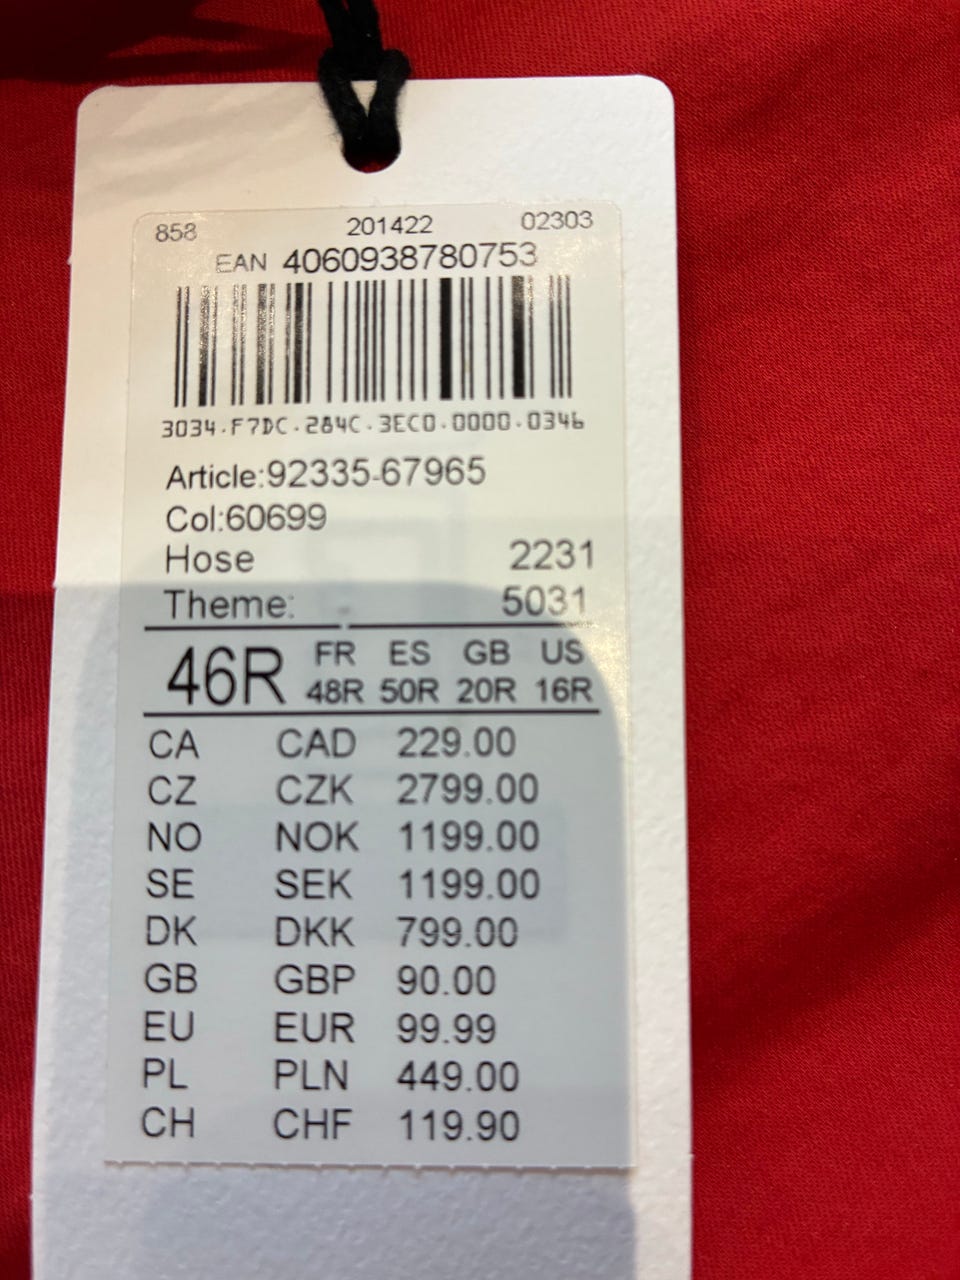 858 201422 02303
EAN 4060938780753
3034·F7DC·284C·3EC0·0000·0346
Article:92335-67965
Col:60699
Hose 2231
Theme: 5031
46R FR ES GB US
48R 50R 20R 16R
CA CAD 229.00
CZ CZK 2799.00
NO NOK 1199.00
SE SEK 1199.00
DK DKK 799.00
GB GBP 90.00
EU EUR 99.99
PL PLN 449.00
CH CHF 119.90